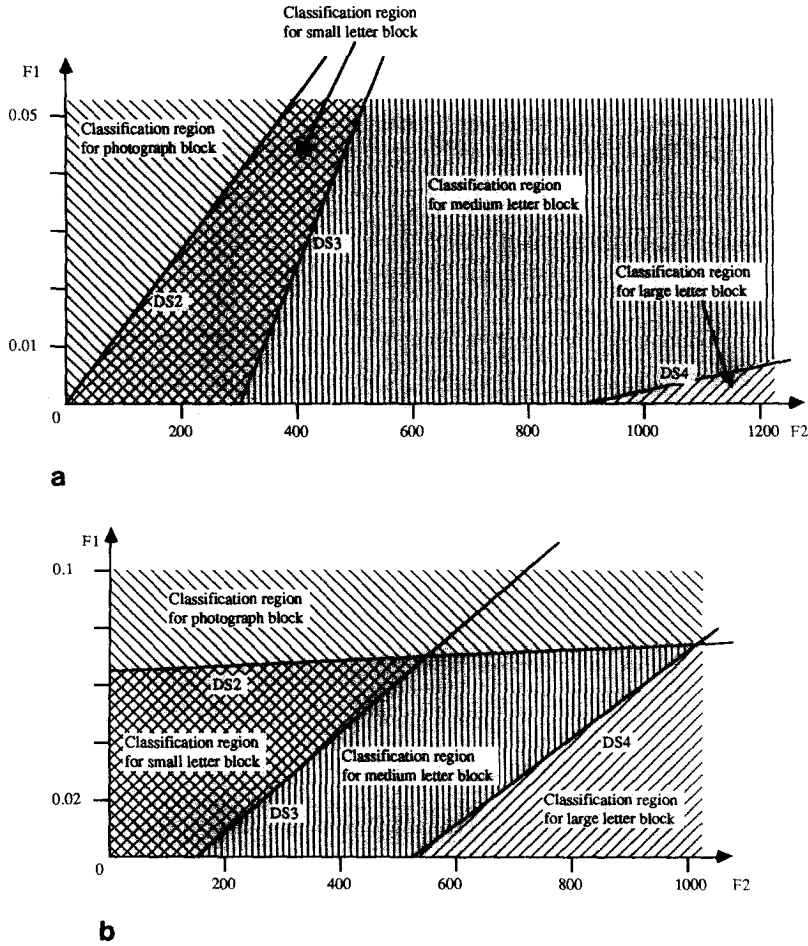 Classification region
for small letter block
F1
0.05
Classification region
for photograph block
Classification region
for medium letter block
DS3
Classification region
for large letter block
DS2
0.01
DS4
0
200
400
600
800
1000
1200
F2
a
F1
0.1
Classification region
for photograph block
DS2
Classification region
for small letter block
Classification region
for medium letter block
DS4
0.02
DS3
Classification region
for large letter block
0
200
400
600
800
1000
F2
b